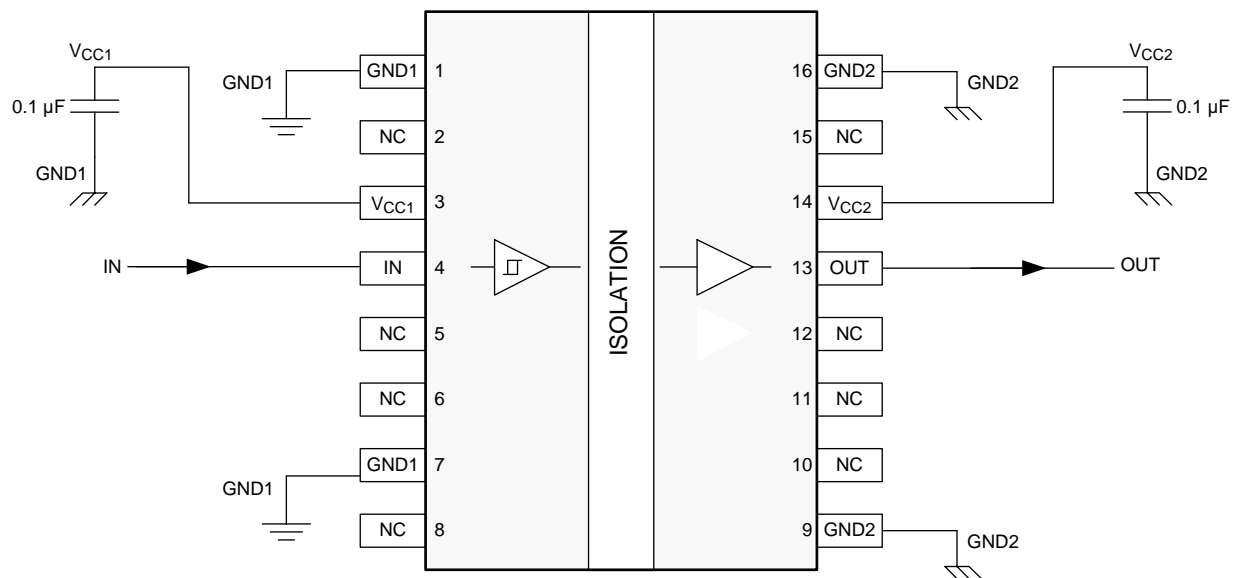 VCC1
0.1 µF
GND1
GND1
GND1 1
NC 2
VCC1 3
IN
IN 4
NC 5
NC 6
GND1 7
GND1
NC 8
ISOLATION
16 GND2
GND2
15 NC
14 VCC2
13 OUT
OUT
12 NC
11 NC
10 NC
9 GND2
GND2
VCC2
0.1 µF
GND2